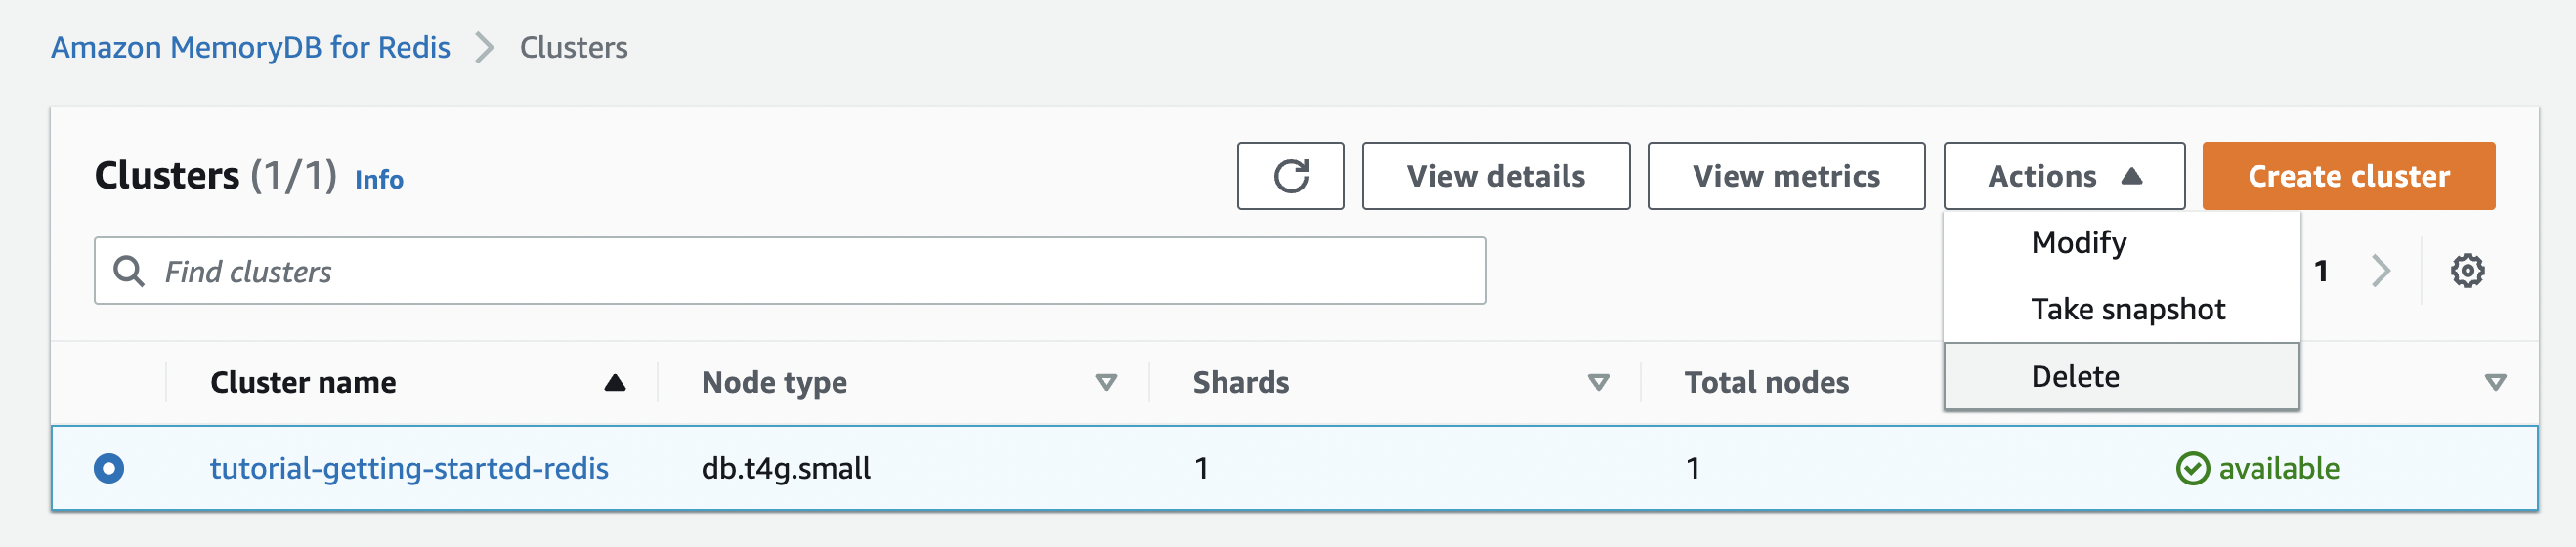 Amazon MemoryDB for Redis > Clusters
Clusters (1/1) Info
View details
View metrics
Actions
Create cluster
Find clusters
Modify
Take snapshot
Delete
1
Cluster name
Node type
Shards
Total nodes
tutorial-getting-started-redis
db.t4g.small
1
1
available